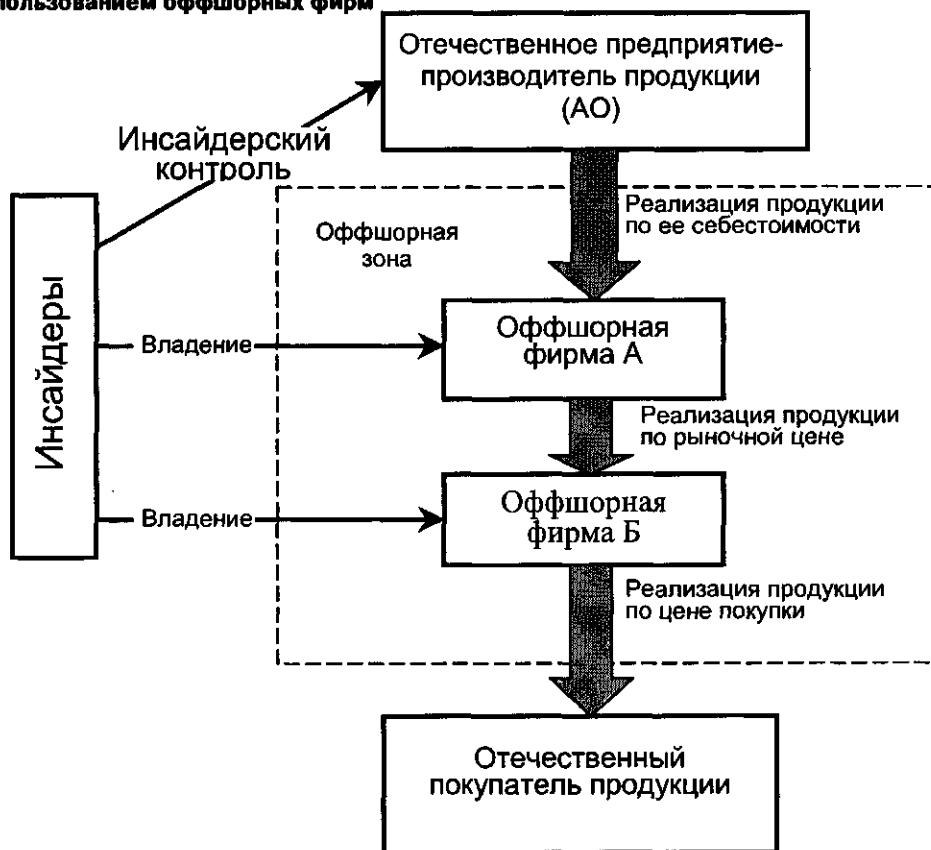 пользованием оффшорных фирм
Отечественное предприятие-
производитель продукции
(АО)
Инсайдерский
контроль
Реализация продукции
по ее себестоимости
Оффшорная
зона
Инсайдеры
Оффшорная
фирма А
Владение
Реализация продукции
по рыночной цене
Оффшорная
фирма Б
Владение
Реализация продукции
по цене покупки
Отечественный
покупатель продукции